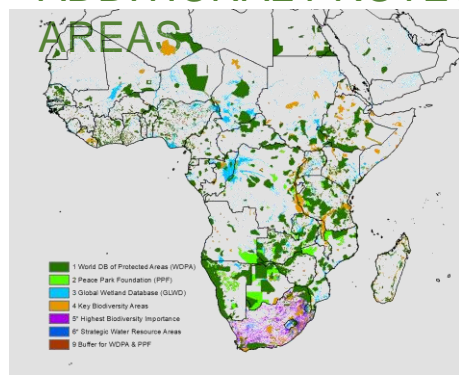 AREAS
1 World DB of Protected Areas (WDPA)
2 Peace Park Foundation (PPF)
3 Global Wetland Database (GLWD)
4 Key Biodiversity Areas
5* Highest Biodiversity Importance
6* Strategic Water Resource Areas
9 Buffer for WDPA & PPF